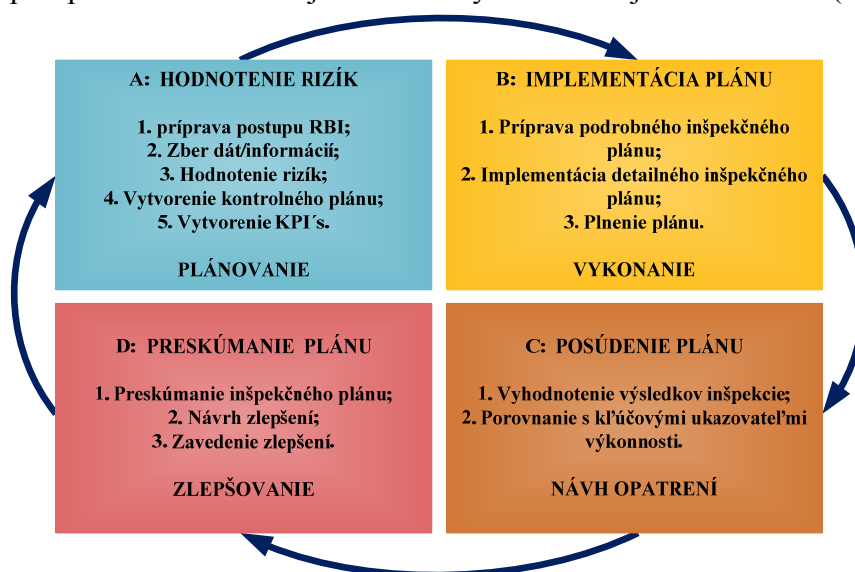 A: HODNOTENIE RIZÍK
1. príprava postupu RBI;
2. Zber dát/informácií;
3. Hodnotenie rizík;
4. Vytvorenie kontrolného plánu;
5. Vytvorenie KPI´s.
PLÁNOVANIE
B: IMPLEMENTÁCIA PLÁNU
1. Príprava podrobného inšpekčného
plánu;
2. Implementácia detailného inšpekčného
plánu;
3. Plnenie plánu.
VYKONANIE
D: PRESKÚMANIE PLÁNU
1. Preskúmanie inšpekčného plánu;
2. Návrh zlepšení;
3. Zavedenie zlepšení.
ZLEPŠOVANIE
C: POSÚDENIE PLÁNU
1. Vyhodnotenie výsledkov inšpekcie;
2. Porovnanie s kľúčovými ukazovateľmi
výkonnosti.
NÁVH OPATRENÍ